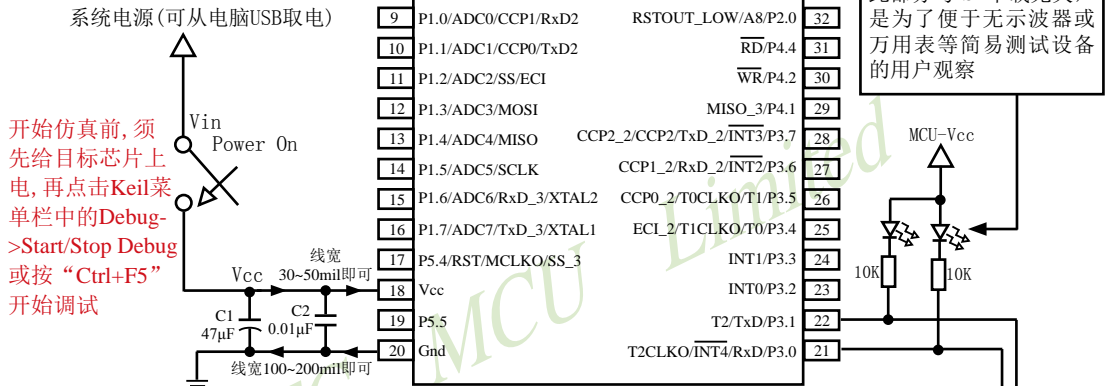 系统电源(可从电脑USB取电)
Vin
Power On
开始仿真前,须
先给目标芯片上
电,再点击Keil菜
单栏中的Debug-
>Start/Stop Debug
或按“Ctrl+F5”
开始调试
Vcc
线宽
30~50mil即可
C1
47μF
C2
0.01μF
线宽100~200mil即可
9 P1.0/ADC0/CCP1/RxD2
10 P1.1/ADC1/CCP0/TxD2
11 P1.2/ADC2/SS/ECI
12 P1.3/ADC3/MOSI
13 P1.4/ADC4/MISO
14 P1.5/ADC5/SCLK
15 P1.6/ADC6/RxD_3/XTAL2
16 P1.7/ADC7/TxD_3/XTAL1
17 P5.4/RST/MCLKO/SS_3
18 Vcc
19 P5.5
20 Gnd
RSTOUT_LOW/A8/P2.0 32
RD/P4.4 31
WR/P4.2 30
MISO_3/P4.1 29
CCP2_2/CCP2/TxD_2/INT3/P3.7 28
CCP1_2/RxD_2/INT2/P3.6 27
CCP0_2/T0CLKO/T1/P3.5 26
ECI_2/T1CLKO/T0/P3.4 25
INT1/P3.3 24
INT0/P3.2 23
T2/TxD/P3.1 22
T2CLKO/INT4/RxD/P3.0 21
MCU Limited
是为了便于无示波器或
万用表等简易测试设备
的用户观察
MCU-Vcc
10K
10K